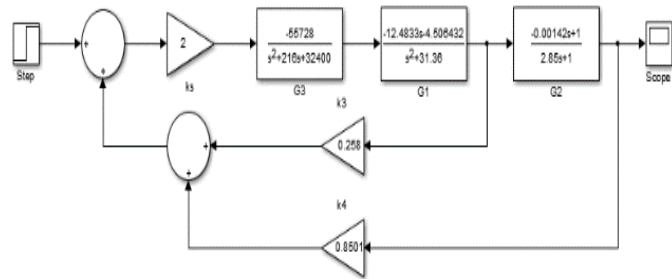 Step
+
+
2
ks
-55728
s²+216s+32400
G3
-12.4833s-4.506432
s²+31.36
G1
-0.00142s+1
2.85s+1
G2
Scope
k3
0.258
+
+
k4
0.8501